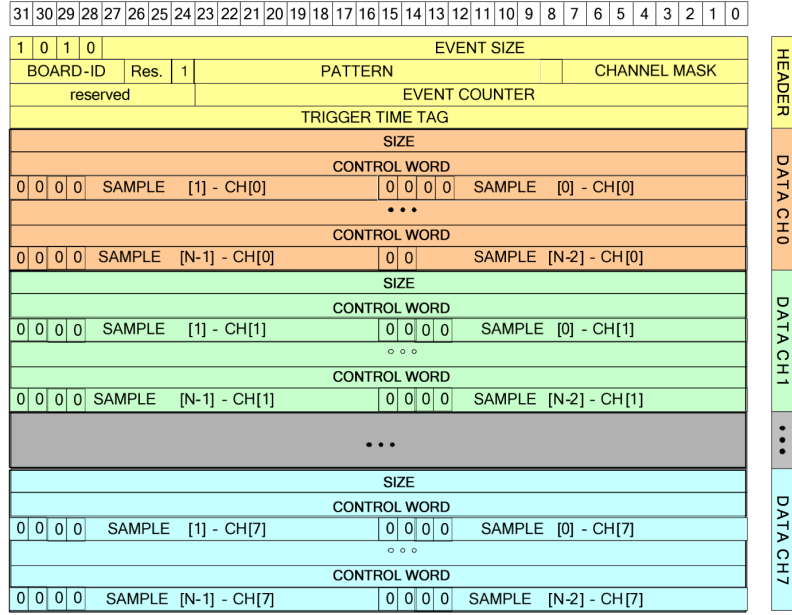 31 30 29 28 27 26 25 24 23 22 21 20 19 18 17 16 15 14 13 12 11 10 9 8 7 6 5 4 3 2 1 0
1 0 1 0 EVENT SIZE
BOARD-ID Res. 1 PATTERN CHANNEL MASK
reserved EVENT COUNTER
TRIGGER TIME TAG
HEADER
SIZE
CONTROL WORD
0 0 0 0 SAMPLE [1] - CH[0] 0 0 0 0 SAMPLE [0] - CH[0]
•••
CONTROL WORD
0 0 0 0 SAMPLE [N-1] - CH[0] 0 0 SAMPLE [N-2] - CH[0]
DATA CH0
SIZE
CONTROL WORD
0 0 0 0 SAMPLE [1] - CH[1] 0 0 0 0 SAMPLE [0] - CH[1]
○○○
CONTROL WORD
0 0 0 0 SAMPLE [N-1] - CH[1] 0 0 0 0 SAMPLE [N-2] - CH[1]
DATA CH1
•••
•••
SIZE
CONTROL WORD
0 0 0 0 SAMPLE [1] - CH[7] 0 0 0 0 SAMPLE [0] - CH[7]
○○○
CONTROL WORD
0 0 0 0 SAMPLE [N-1] - CH[7] 0 0 0 0 SAMPLE [N-2] - CH[7]
DATA CH7